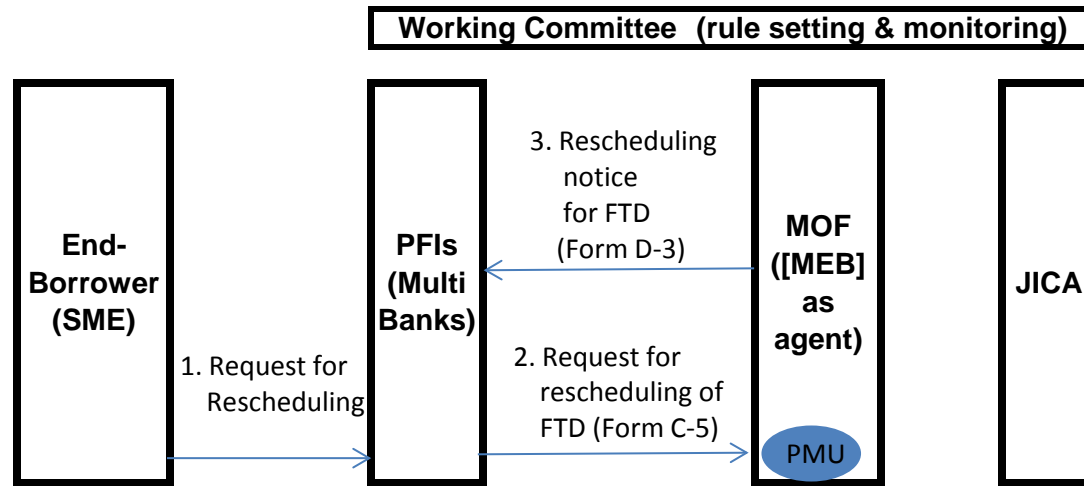 Working Committee (rule setting & monitoring)
End-
Borrower
(SME)
1. Request for
Rescheduling
PFIs
(Multi
Banks)
3. Rescheduling
notice
for FTD
(Form D-3)
2. Request for
rescheduling of
FTD (Form C-5)
MOF
([MEB]
as
agent)
PMU
JICA